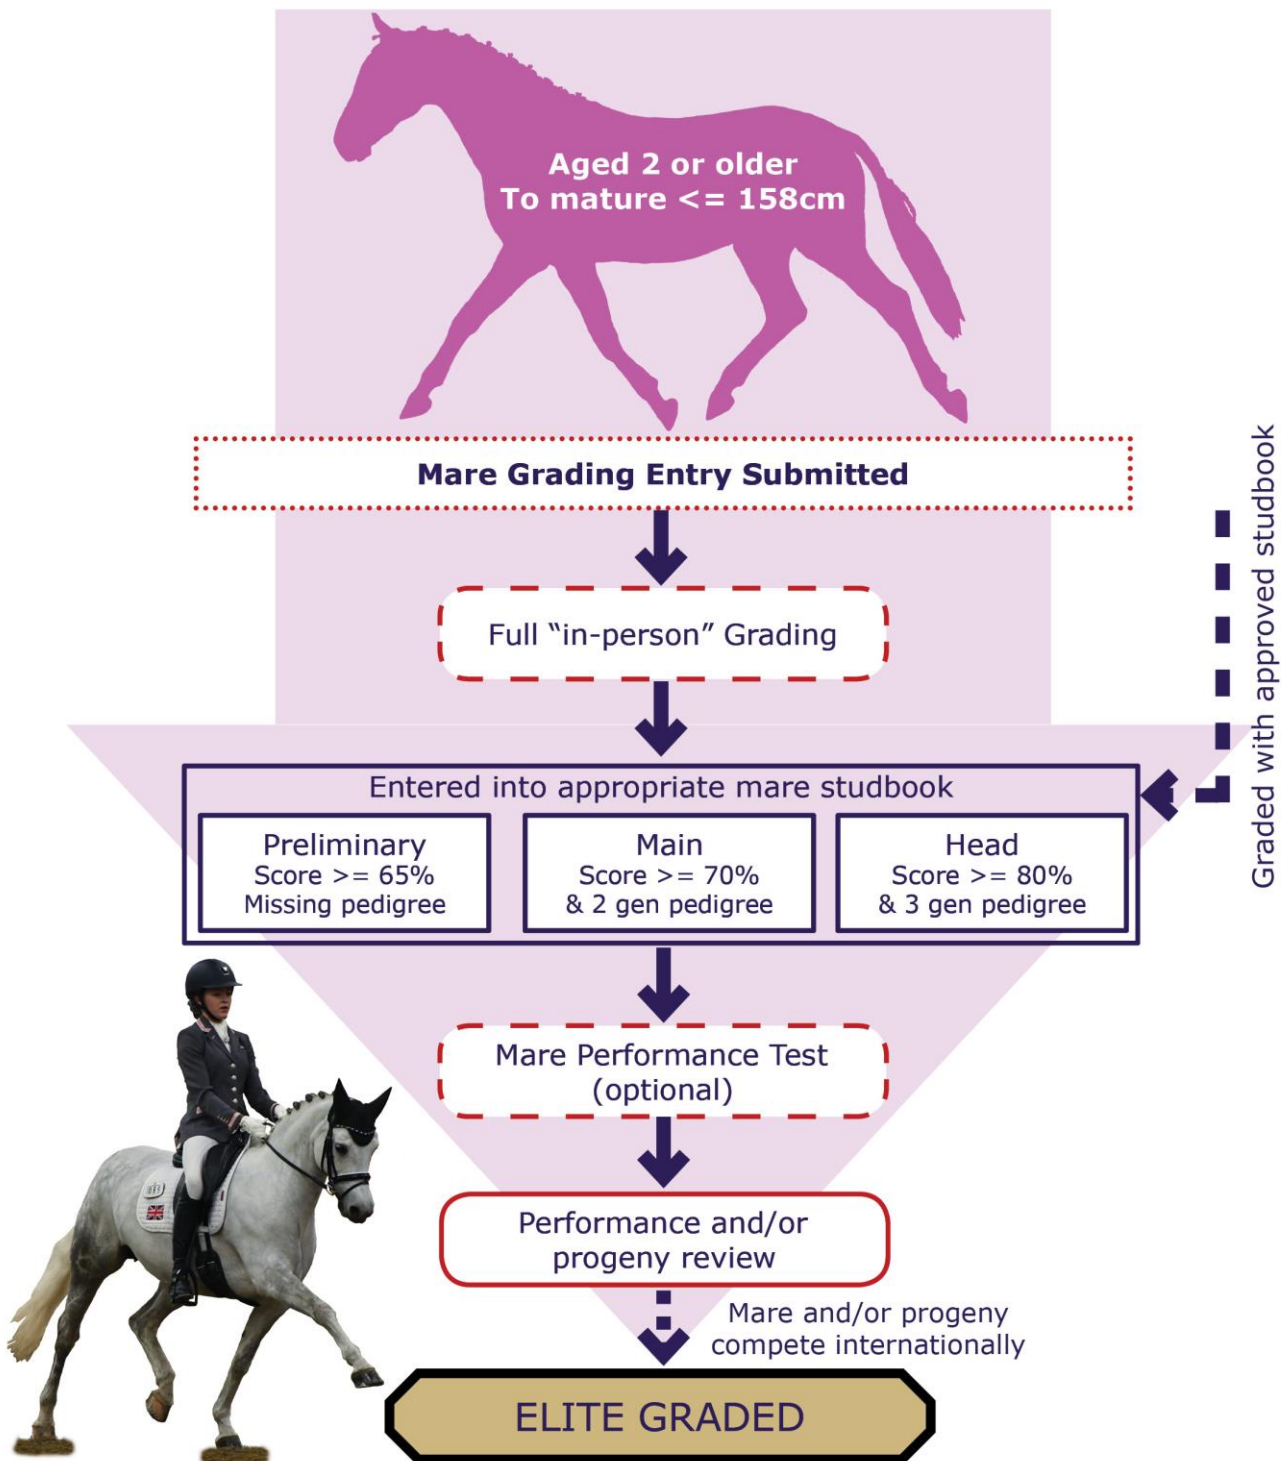 Aged 2 or older
To mature <= 158cm
Mare Grading Entry Submitted
Graded with approved studbook
Full “in-person” Grading
Entered into appropriate mare studbook
Preliminary
Score >= 65%
Missing pedigree
Main
Score >= 70%
& 2 gen pedigree
Head
Score >= 80%
& 3 gen pedigree
Mare Performance Test
(optional)
Performance and/or
progeny review
Mare and/or progeny
compete internationally
ELITE GRADED